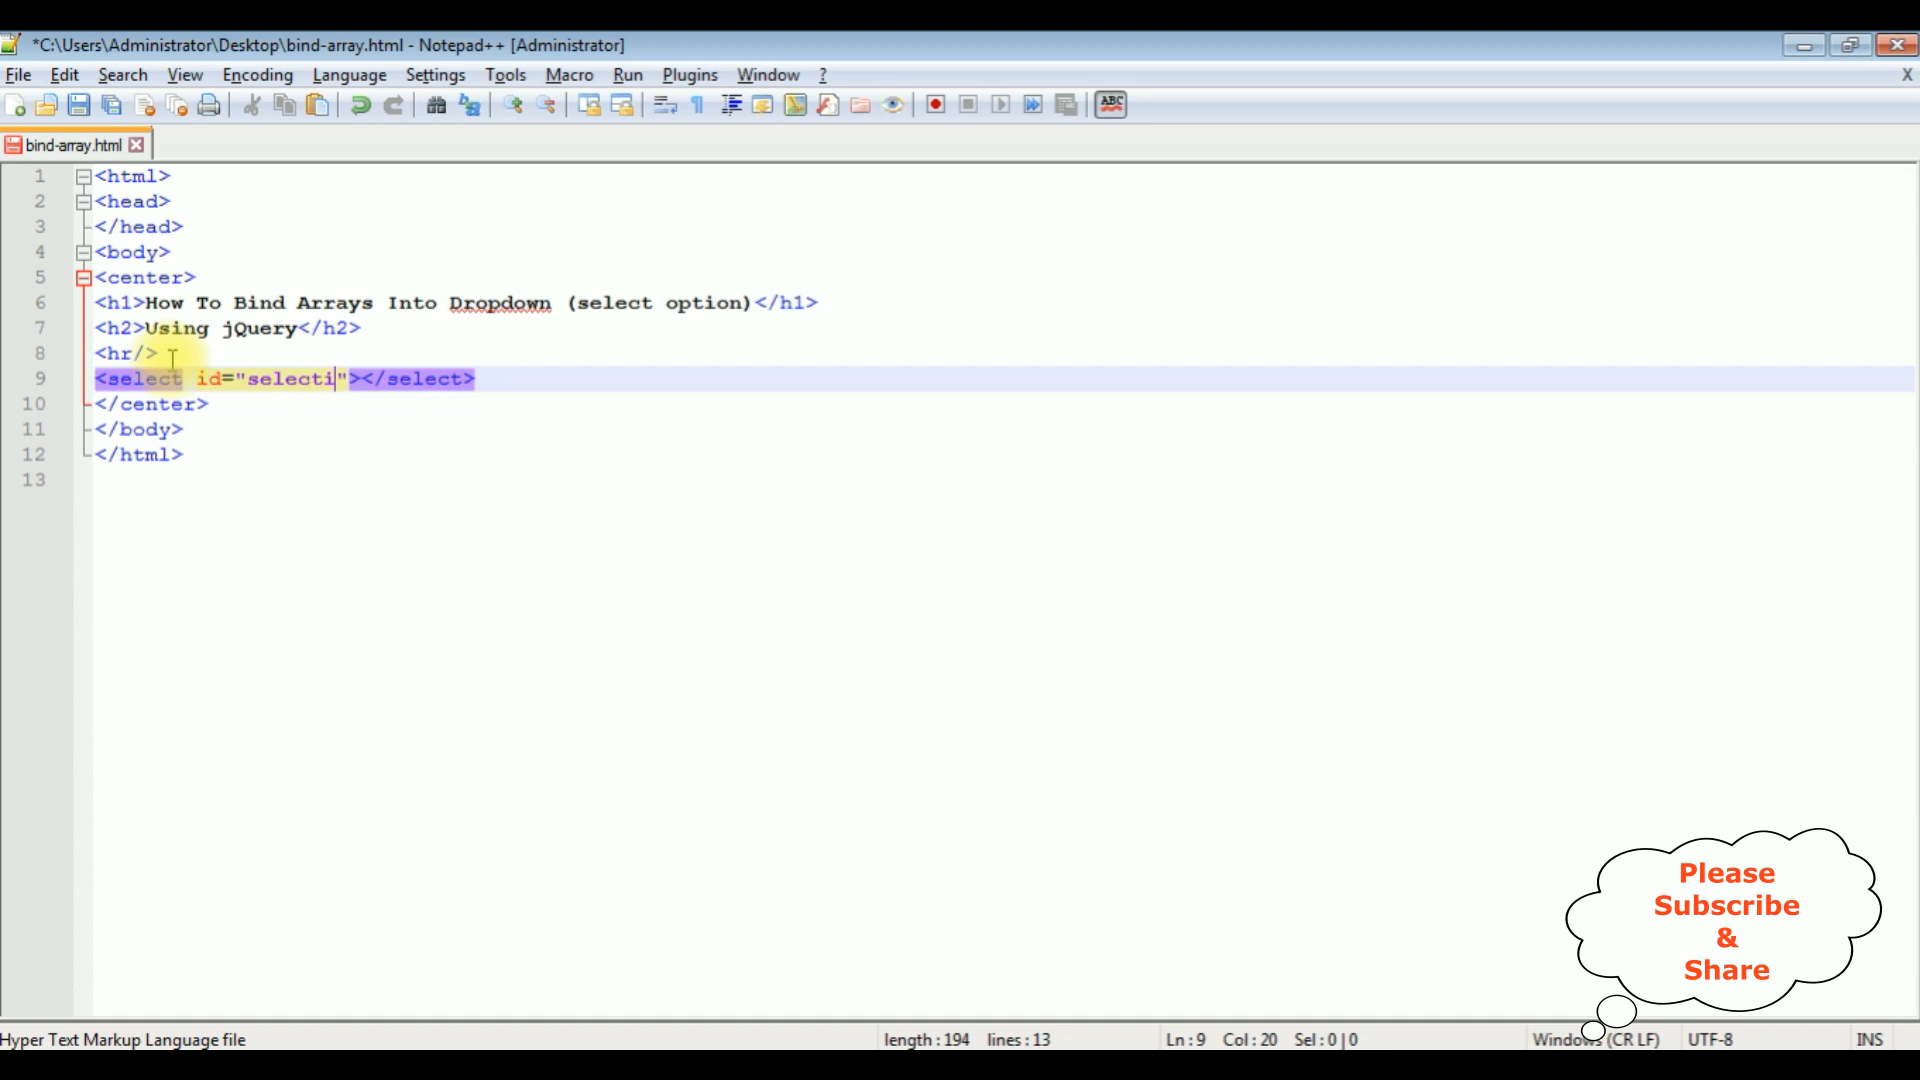 *C:\Users\Administrator\Desktop\bind-array.html - Notepad++ [Administrator]
File Edit Search View Encoding Language Settings Tools Macro Run Plugins Window ? X
ABC
bind-array.html
1 <html>
2 <head>
3 </head>
4 <body>
5 <center>
6 <h1>How To Bind Arrays Into Dropdown (select option)</h1>
7 <h2>Using jQuery</h2>
8 <hr/>
9 <select id="selecti"></select>
10 </center>
11 </body>
12 </html>
13
Please
Subscribe
&
Share
Hyper Text Markup Language file length : 194 lines : 13 Ln : 9 Col : 20 Sel : 0 | 0 Windows (CR LF) UTF-8 INS